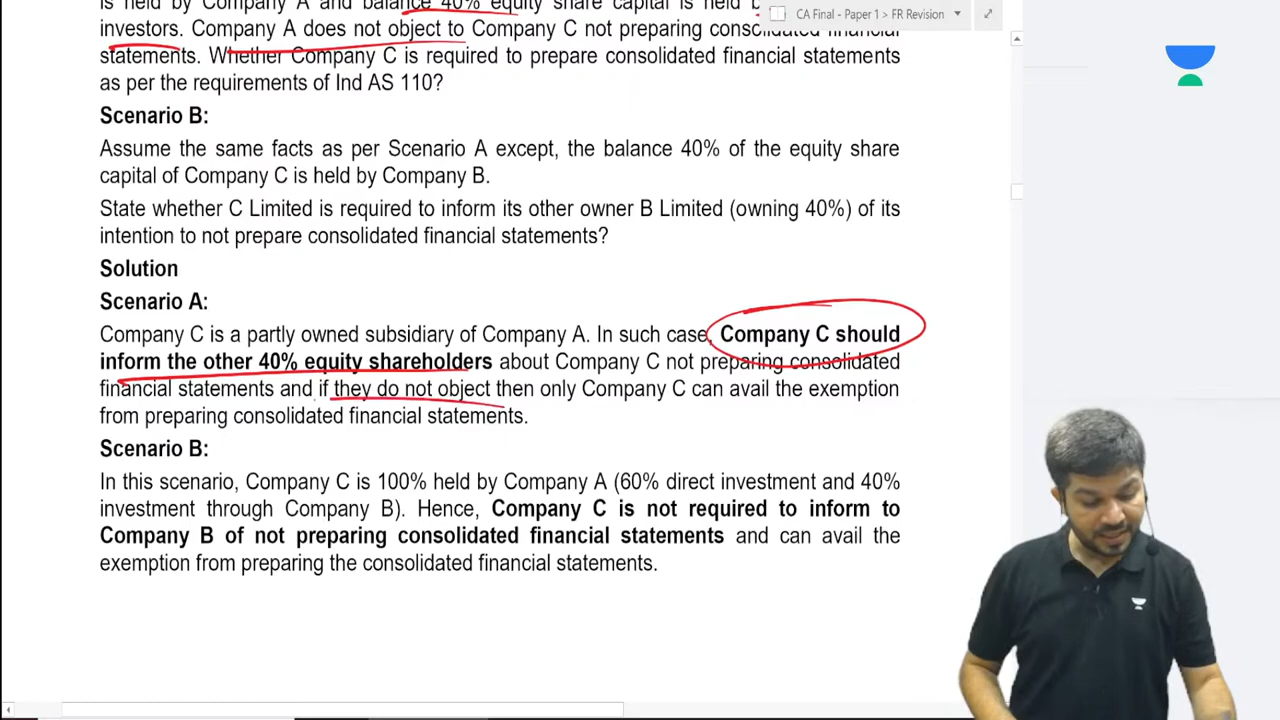 is held by Company A and balance 40% equity share capital is held
CA Final - Paper 1 > FR Revision
investors. Company A does not object to Company C not preparing consolidated financial
statements. Whether Company C is required to prepare consolidated financial statements
as per the requirements of Ind AS 110?
Scenario B:
Assume the same facts as per Scenario A except, the balance 40% of the equity share
capital of Company C is held by Company B.
State whether C Limited is required to inform its other owner B Limited (owning 40%) of its
intention to not prepare consolidated financial statements?
Solution
Scenario A:
Company C is a partly owned subsidiary of Company A. In such case, Company C should
inform the other 40% equity shareholders about Company C not preparing consolidated
financial statements and if they do not object then only Company C can avail the exemption
from preparing consolidated financial statements.
Scenario B:
In this scenario, Company C is 100% held by Company A (60% direct investment and 40%
investment through Company B). Hence, Company C is not required to inform to
Company B of not preparing consolidated financial statements and can avail the
exemption from preparing the consolidated financial statements.